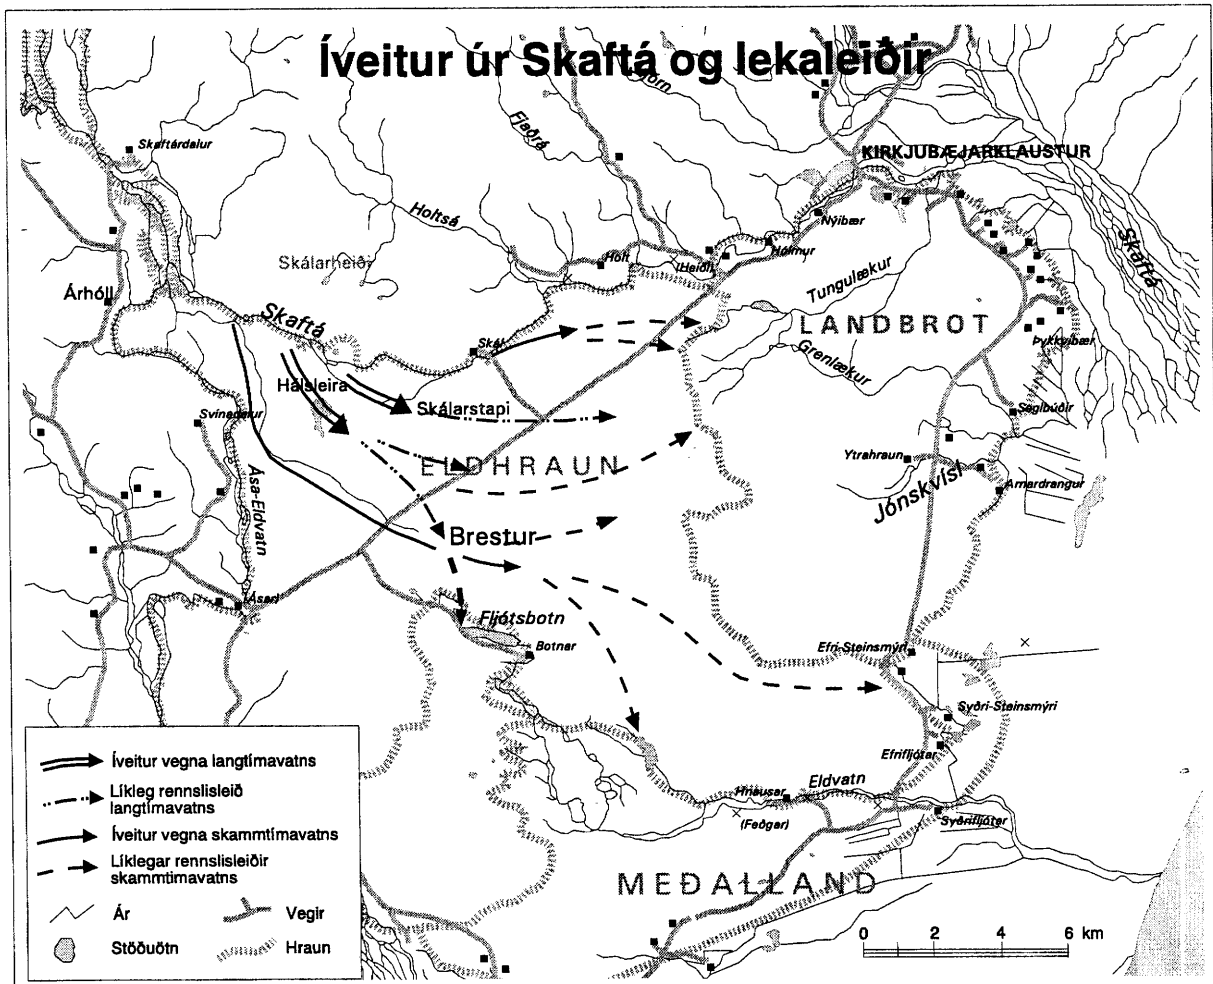 Íveitur úr Skaftá og lekaleiðir
Fjaðrá
Skaftárdalur
KIRKJUBÆJARKLAUSTUR
Holtsá
Nýibær
Skaftá
Skálarheiði
Holt
(Heiði)
Hólmur
Árhóll
Tungulækur
Skaftá
LANDBROT
Skál
Þykkvibær
Grenlækur
Hálsleira
Skálarstapi
Svínadalur
Seglbúðir
Ytrahraun
ELDHRAUN
Ása-Eldvatn
Jónskvísl
Arnardrangur
Brestur
(Ásar)
Fljótsbotn
Botnar
Efri-Steinsmýri
Syðri-Steinsmýri
Efrifljótar
Eldvatn
Hnausar
(Feðgar)
Syðrifljótar
MEÐALLAND
Íveitur vegna langtímavatns
Líkleg rennslisleið
langtímavatns
Íveitur vegna skammtímavatns
Líklegar rennslisleiðir
skammtimavatns
Ár
Vegir
Stöðuötn
Hraun
0 2 4 6 km